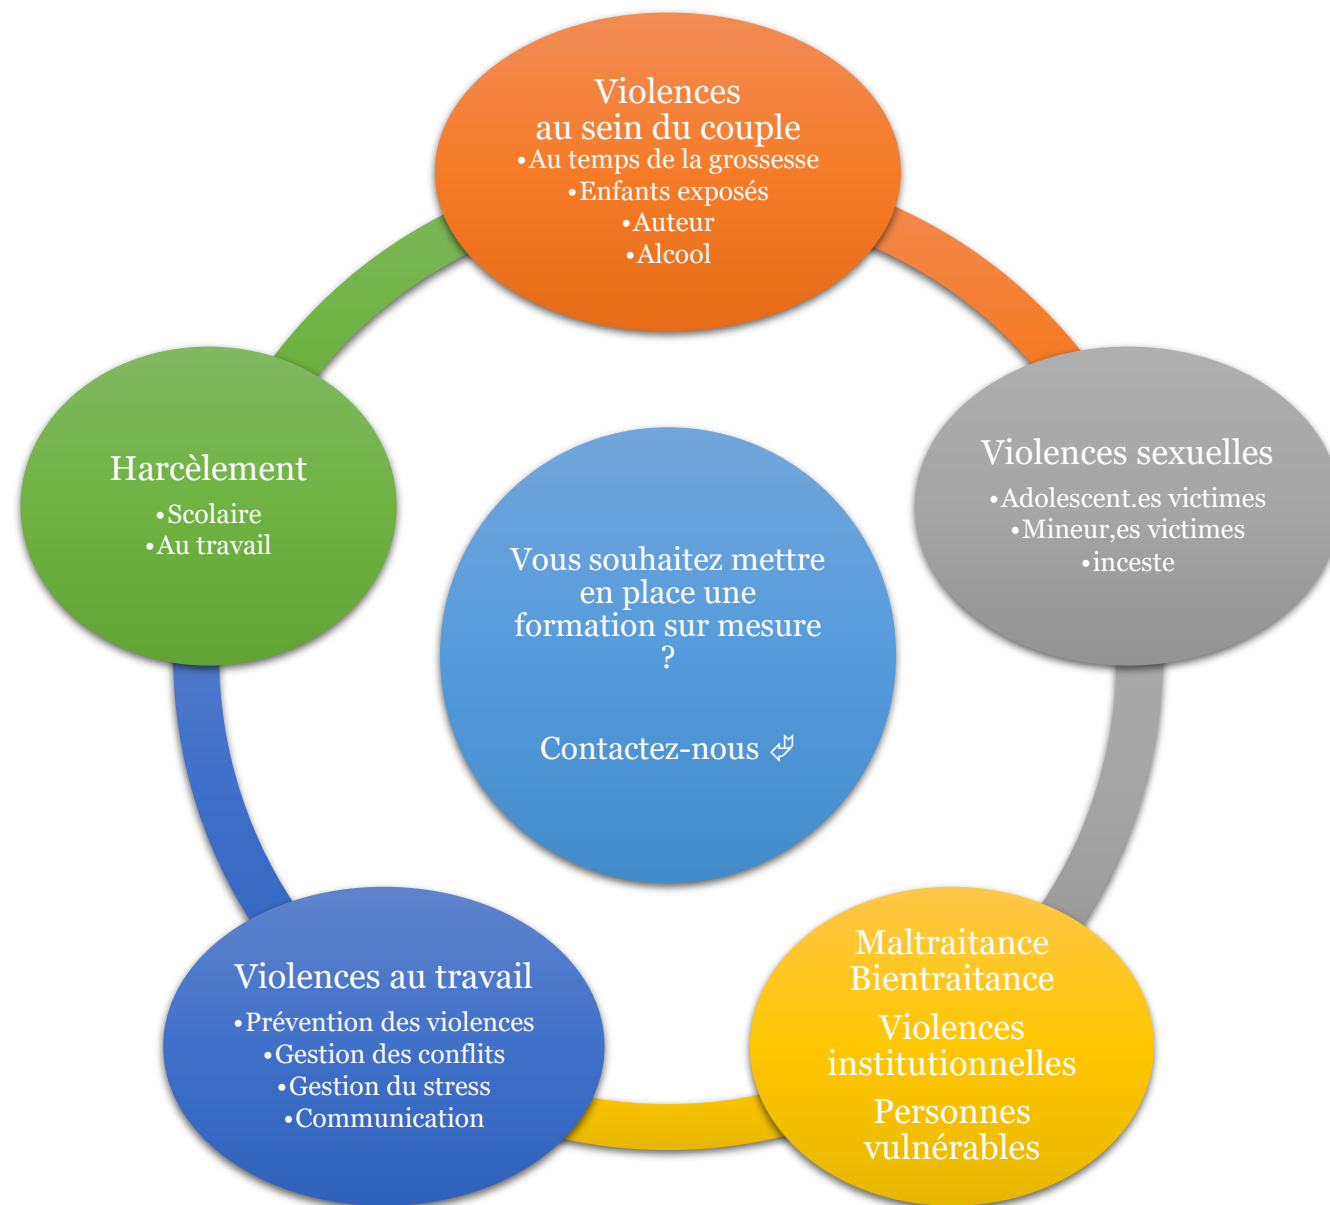 Violences
au sein du couple
•Au temps de la grossesse
•Enfants exposés
•Auteur
•Alcool
Harcèlement
•Scolaire
•Au travail
Violences sexuelles
•Adolescent.es victimes
•Mineur,es victimes
•inceste
Vous souhaitez mettre
en place une
formation sur mesure
?
Contactez-nous
Violences au travail
•Prévention des violences
•Gestion des conflits
•Gestion du stress
•Communication
Maltraitance
Bientraitance
Violences
institutionnelles
Personnes
vulnérables